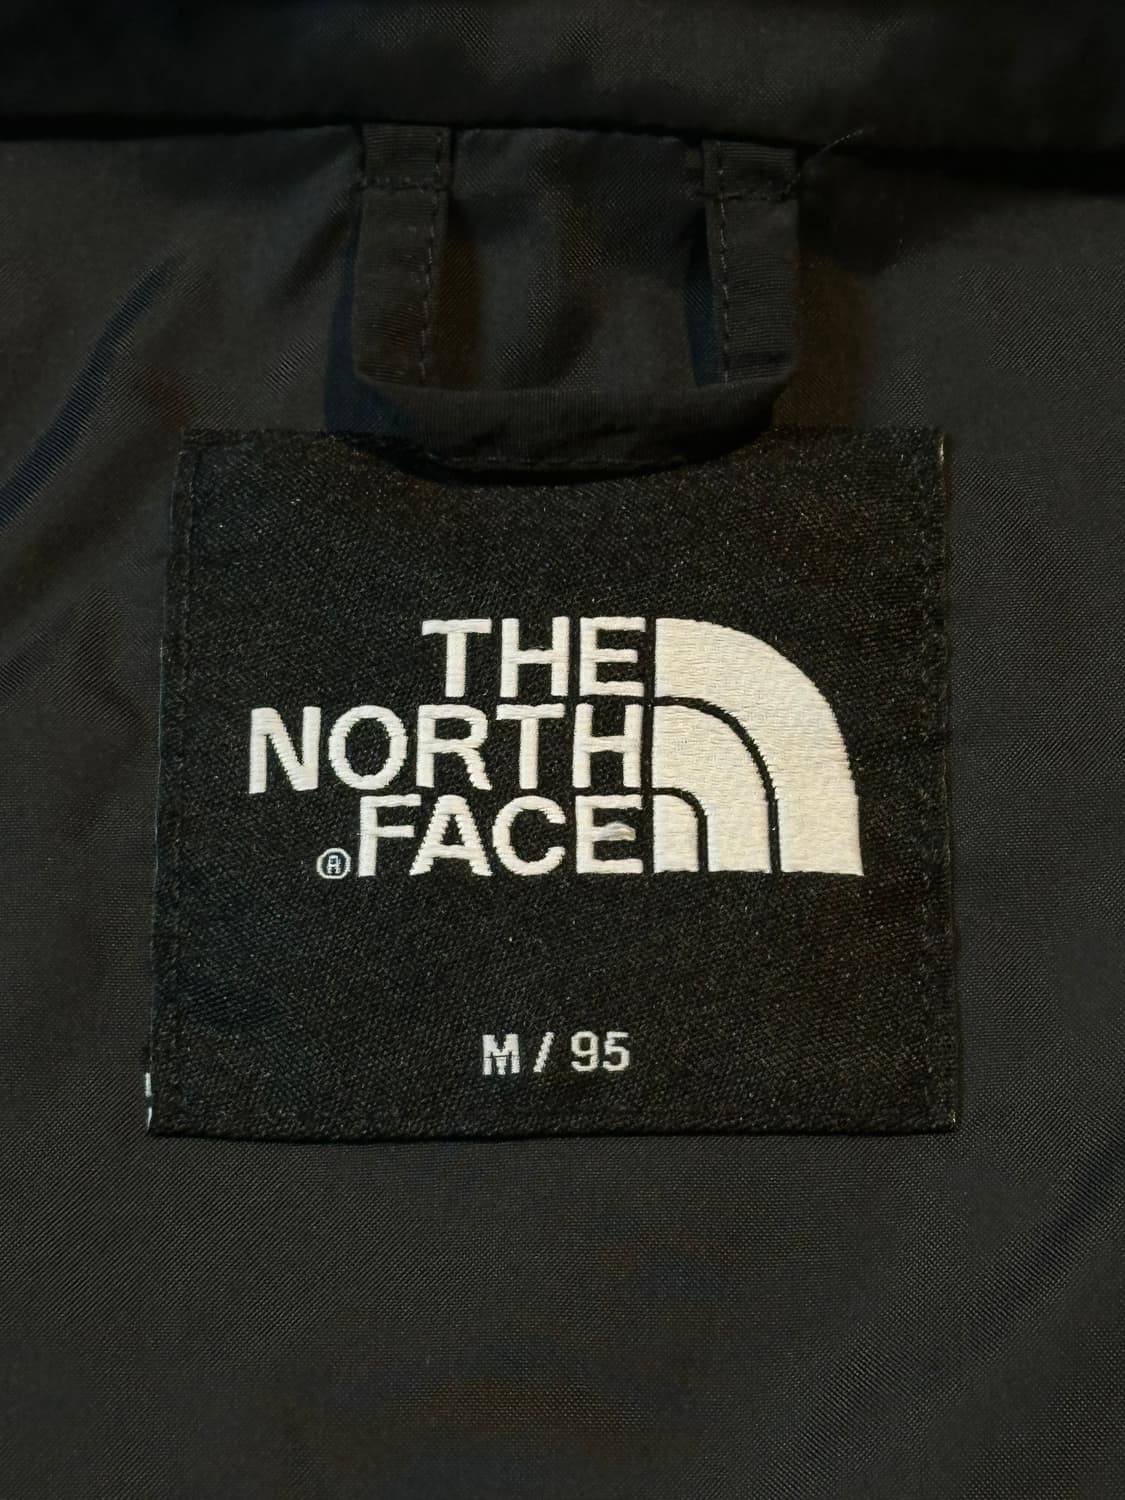 THE
NORTH
®FACE
M / 95